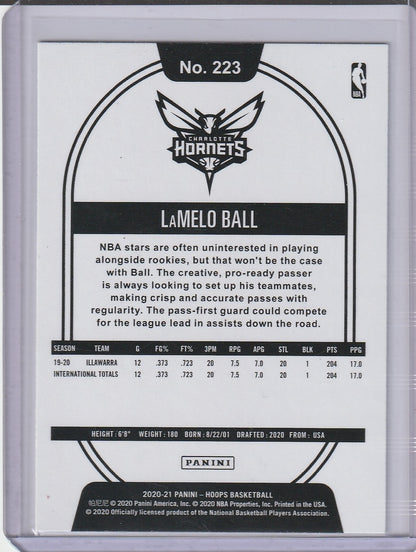 No. 223
NBA
CHARLOTTE
HORNETS
LAMELO BALL
NBA stars are often uninterested in playing
alongside rookies, but that won't be the case
with Ball. The creative, pro-ready passer
is always looking to set up his teammates,
making crisp and accurate passes with
regularity. The pass-first guard could compete
for the league lead in assists down the road.
SEASON TEAM G FG% FT% 3PM RPG APG STL BLK PTS PPG
19-20 ILLAWARRA 12 .373 .723 20 7.5 7.0 20 1 204 17.0
INTERNATIONAL TOTALS 12 .373 .723 20 7.5 7.0 20 1 204 17.0
HEIGHT: 6'8" WEIGHT: 180 BORN: 8/22/01 DRAFTED: 2020 FROM: USA
PANINI
2020-21 PANINI – HOOPS BASKETBALL
帕尼尼 © 2020 Panini America, Inc. © 2020 NBA Properties, Inc. Printed in the USA.
© 2020 Officially licensed product of the National Basketball Players Association.